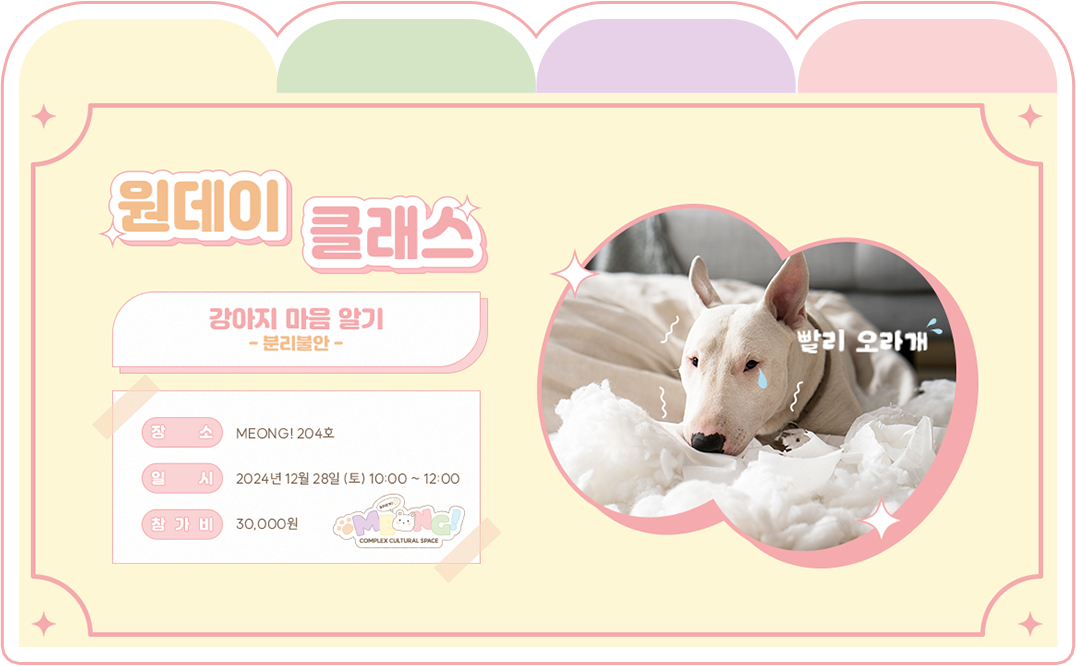 원데이
클래스
강아지 마음 알기
- 분리불안 -
장 소 MEONG! 204호
일 시 2024년 12월 28일 (토) 10:00 ~ 12:00
참 가 비 30,000원
MEONG!
COMPLEX CULTURAL SPACE
빨리 오라개